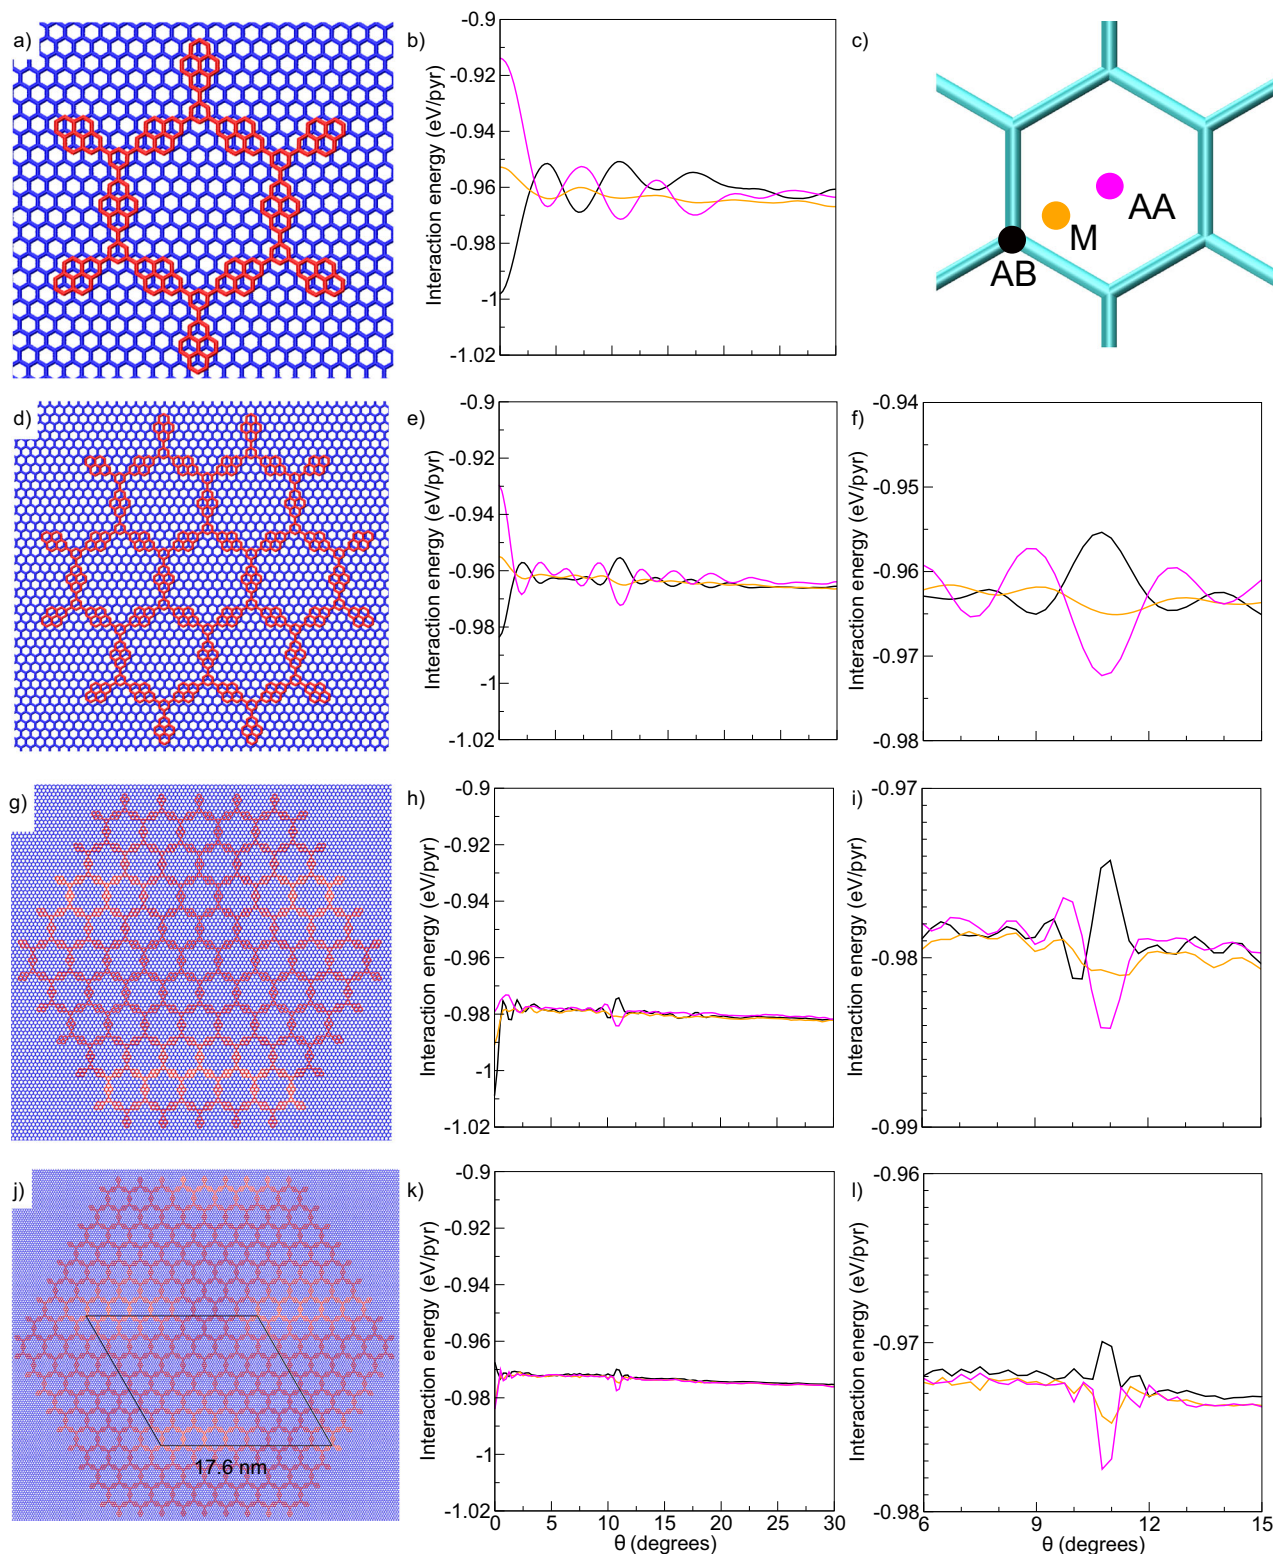 a)
b)
Interaction energy (eV/pyr)
-0.9
-0.92
-0.94
-0.96
-0.98
-1
-1.02
c)
AA
M
AB
d)
e)
Interaction energy (eV/pyr)
-0.9
-0.92
-0.94
-0.96
-0.98
-1
-1.02
f)
Interaction energy (eV/pyr)
-0.94
-0.95
-0.96
-0.97
-0.98
g)
h)
Interaction energy (eV/pyr)
-0.9
-0.92
-0.94
-0.96
-0.98
-1
-1.02
i)
Interaction energy (eV/pyr)
-0.97
-0.98
-0.99
j)
17.6 nm
k)
Interaction energy (eV/pyr)
-0.9
-0.92
-0.94
-0.96
-0.98
-1
-1.02
0 5 10 15 20 25 30
θ (degrees)
l)
Interaction energy (eV/pyr)
-0.96
-0.97
-0.98
6 9 12 15
θ (degrees)